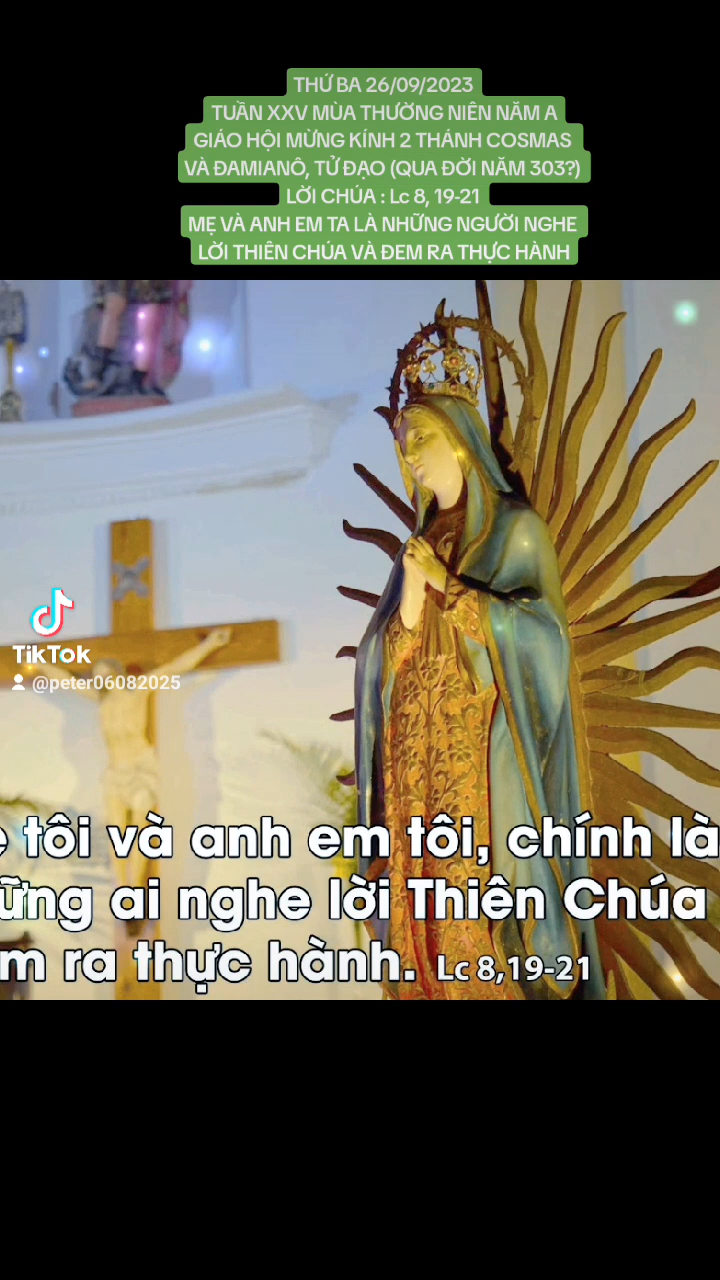 THỨ BA 26/09/2023
TUẦN XXV MÙA THƯỜNG NIÊN NĂM A
GIÁO HỘI MỪNG KÍNH 2 THÁNH COSMAS
VÀ ĐAMIANÔ, TỬ ĐẠO (QUA ĐỜI NĂM 303?)
LỜI CHÚA : Lc 8, 19-21
MẸ VÀ ANH EM TA LÀ NHỮNG NGƯỜI NGHE
LỜI THIÊN CHÚA VÀ ĐEM RA THỰC HÀNH
TikTok
@peter06082025
tôi và anh em tôi, chính là
ững ai nghe lời Thiên Chúa
m ra thực hành. Lc 8,19-21